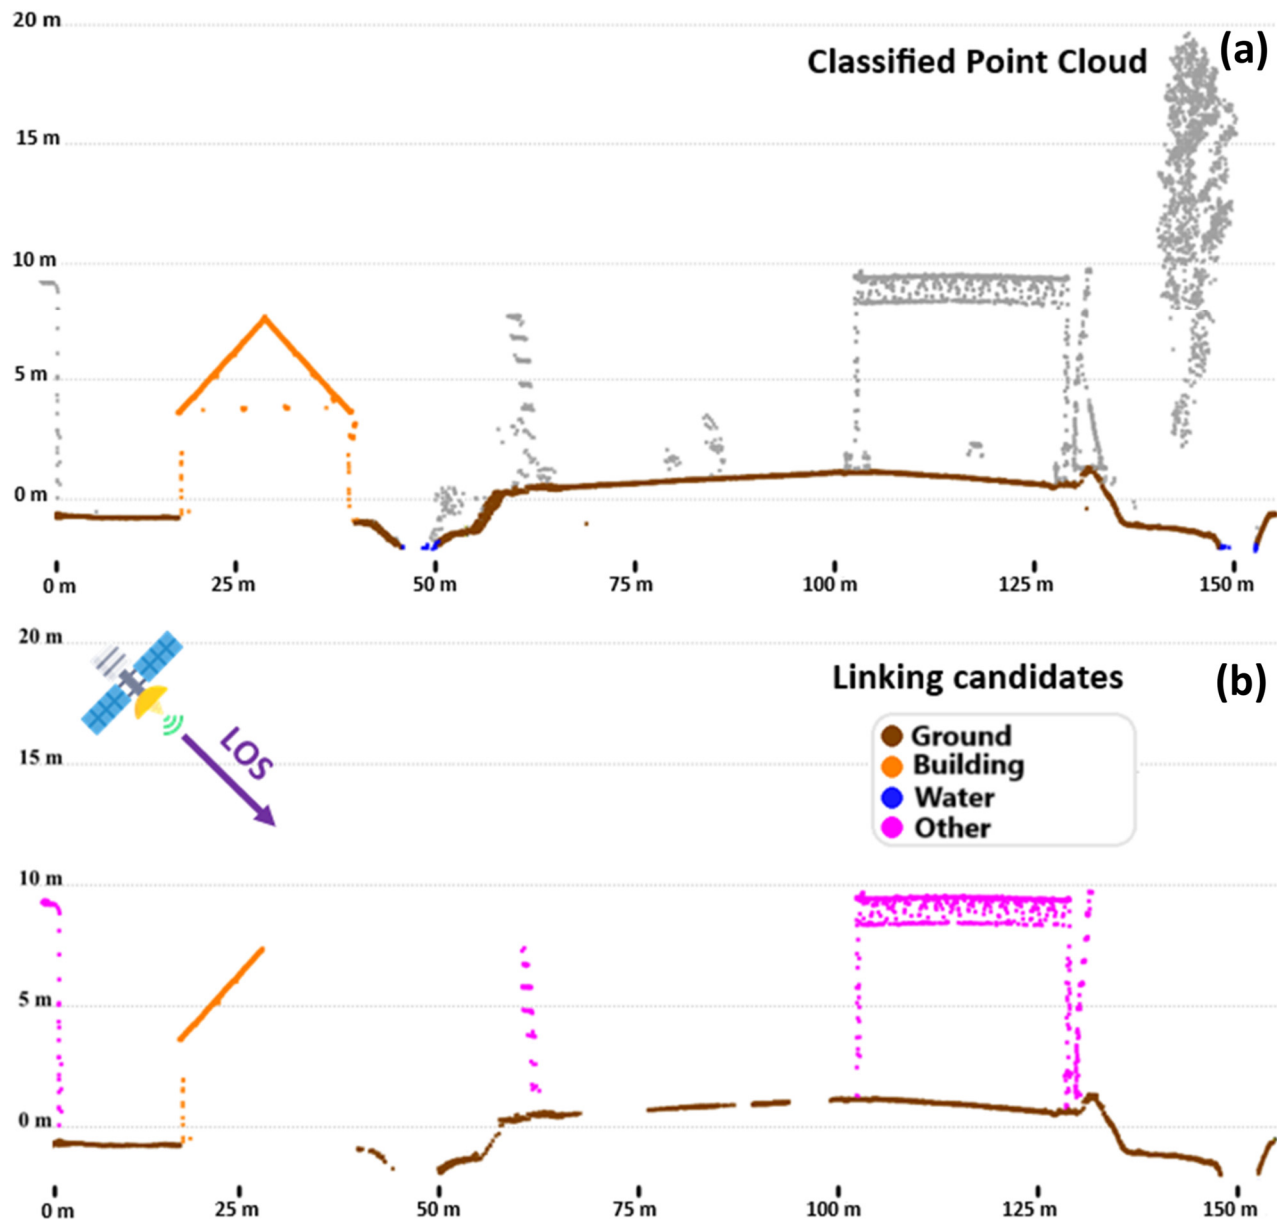 20 m
(a)
Classified Point Cloud
15 m
10 m
5 m
0 m
0 m 25 m 50 m 75 m 100 m 125 m 150 m
20 m
Linking candidates (b)
Ground
LOS
15 m
Building
Water
Other
10 m
5 m
0 m
0 m 25 m 50 m 75 m 100 m 125 m 150 m